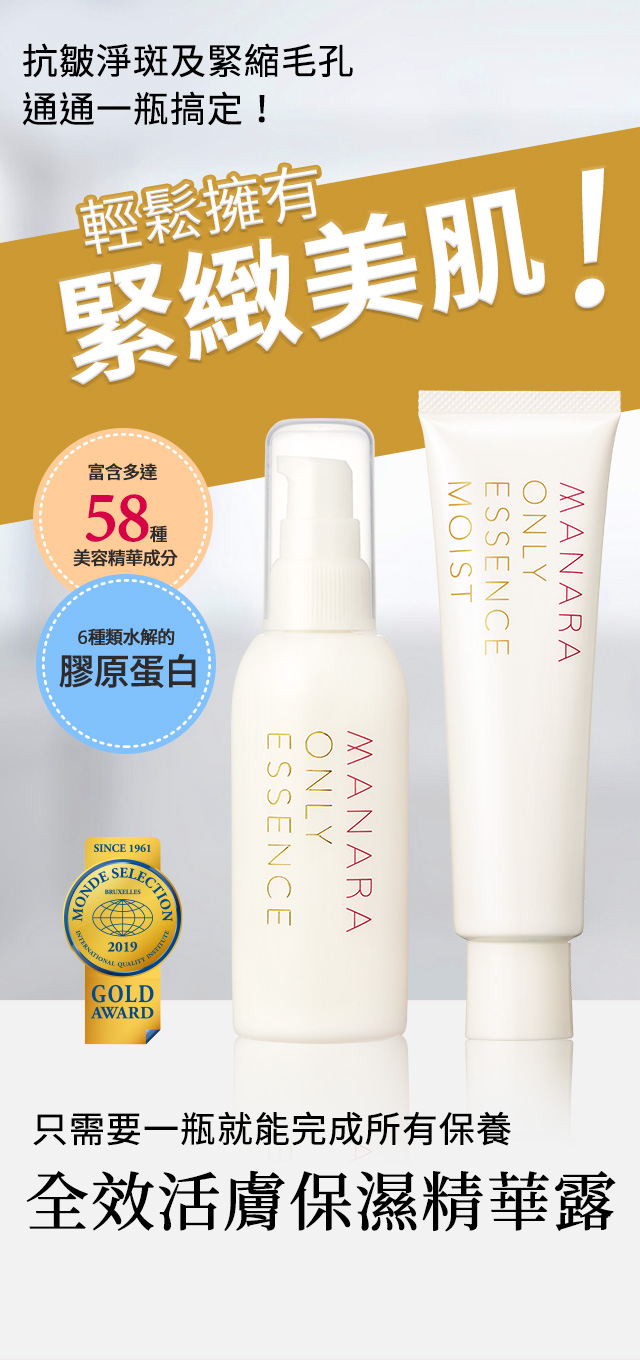 抗皺淨斑及緊縮毛孔
通通一瓶搞定！
輕鬆擁有
緊緻美肌！
富含多達
58種
美容精華成分
6種類水解的
膠原蛋白
MANARA
ONLY
ESSENCE
MOIST
MANARA
ONLY
ESSENCE
SINCE 1961
MONDE SELECTION
BRUXELLES
2019
INTERNATIONAL QUALITY INSTITUTE
GOLD
AWARD
只需要一瓶就能完成所有保養
全效活膚保濕精華露